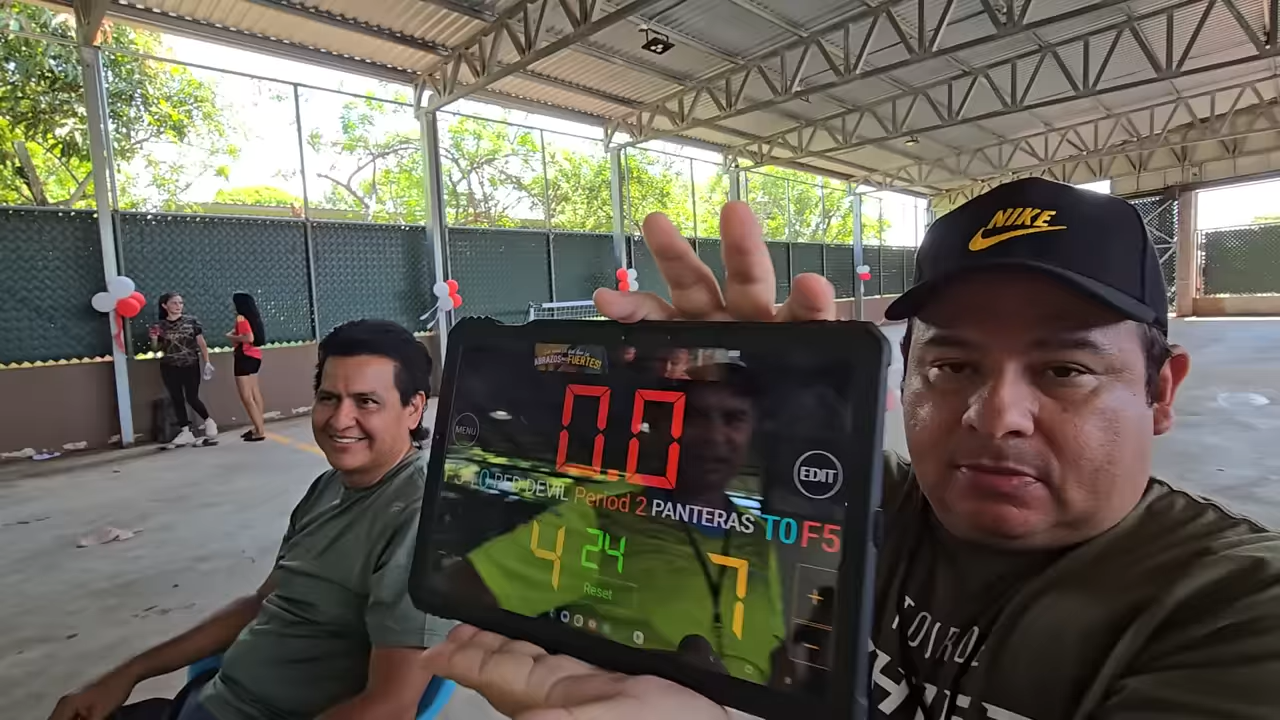 NIKE
ABRAZOS FUERTES!
0.0
MENU
EDIT
F5 TO RED DEVIL Period 2 PANTERAS TO F5
4 24 7
Reset
+
-